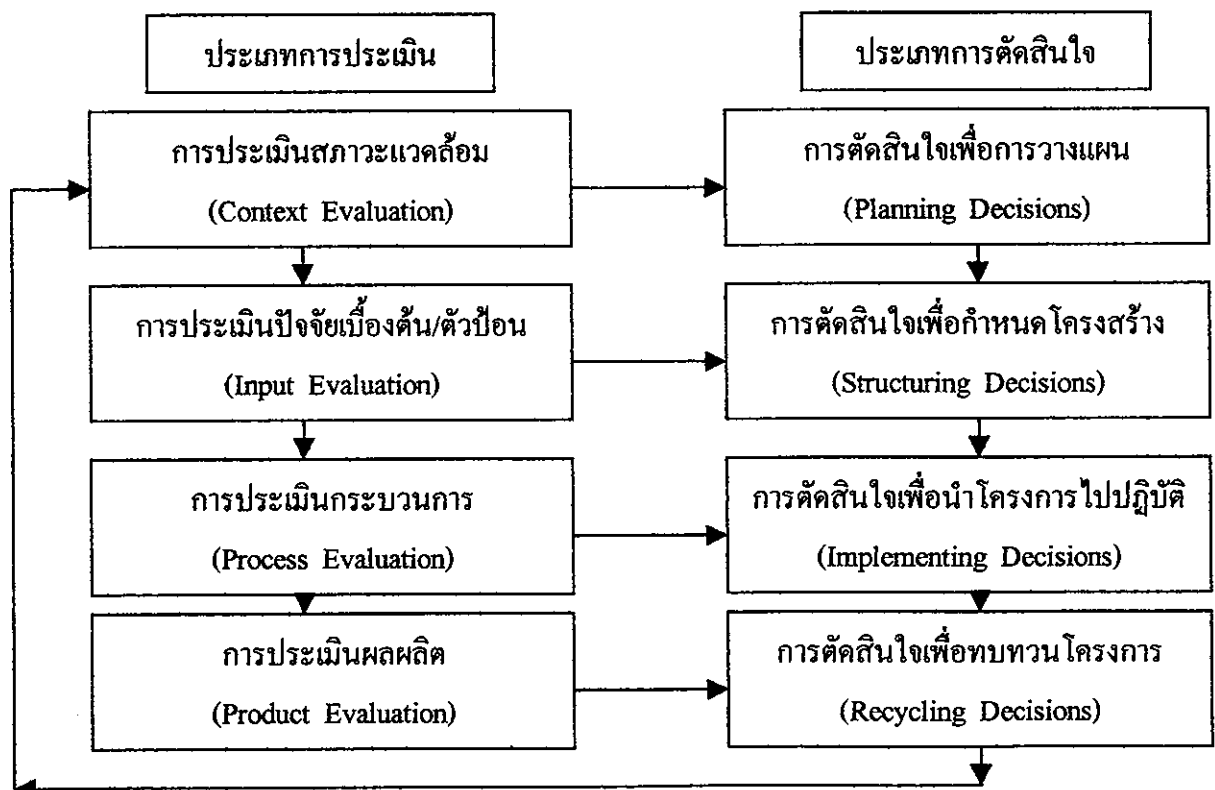 ประเภทการประเมิน
ประเภทการตัดสินใจ
การประเมินสภาวะแวดล้อม
(Context Evaluation)
การตัดสินใจเพื่อการวางแผน
(Planning Decisions)
การประเมินปัจจัยเบื้องต้น/ตัวป้อน
(Input Evaluation)
การตัดสินใจเพื่อกำหนดโครงสร้าง
(Structuring Decisions)
การประเมินกระบวนการ
(Process Evaluation)
การตัดสินใจเพื่อนำโครงการไปปฏิบัติ
(Implementing Decisions)
การประเมินผลผลิต
(Product Evaluation)
การตัดสินใจเพื่อทบทวนโครงการ
(Recycling Decisions)